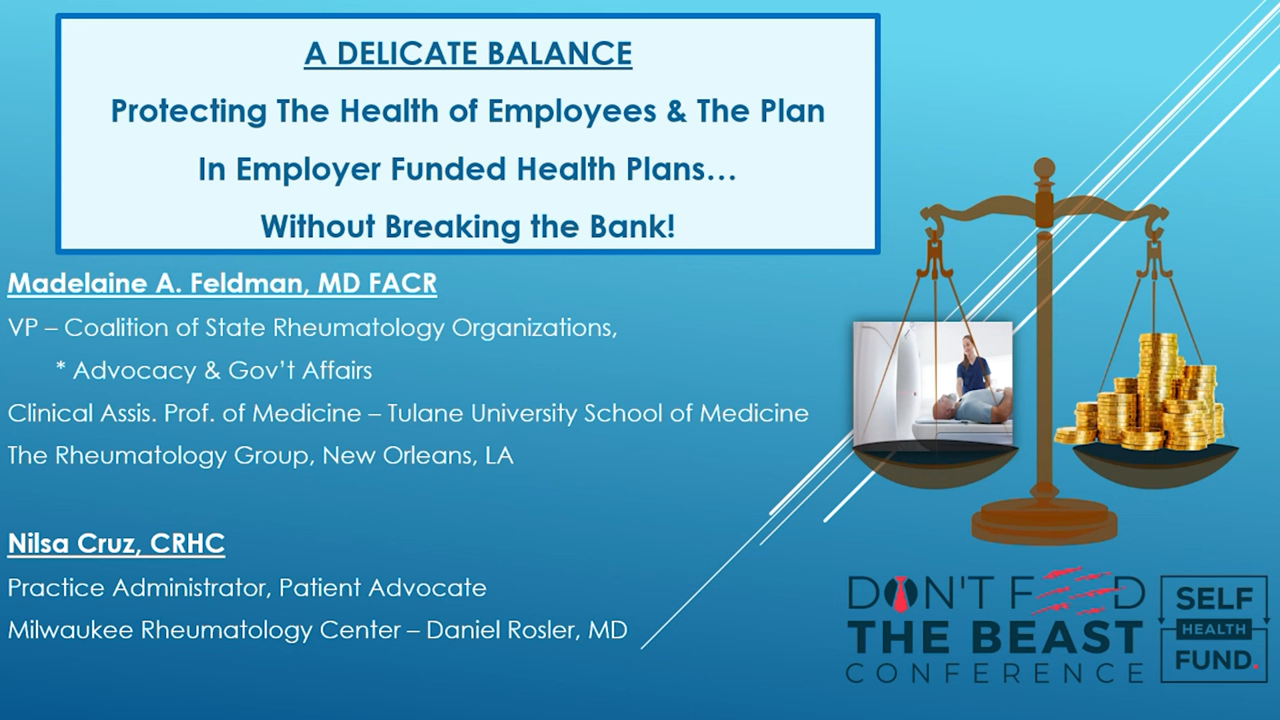 A DELICATE BALANCE
Protecting The Health of Employees & The Plan
In Employer Funded Health Plans…
Without Breaking the Bank!
Madelaine A. Feldman, MD FACR
VP – Coalition of State Rheumatology Organizations,
* Advocacy & Gov't Affairs
Clinical Assis. Prof. of Medicine – Tulane University School of Medicine
The Rheumatology Group, New Orleans, LA
Nilsa Cruz, CRHC
Practice Administrator, Patient Advocate
Milwaukee Rheumatology Center – Daniel Rosler, MD
DON'T FEED
THE BEAST
CONFERENCE
SELF
HEALTH
FUND.